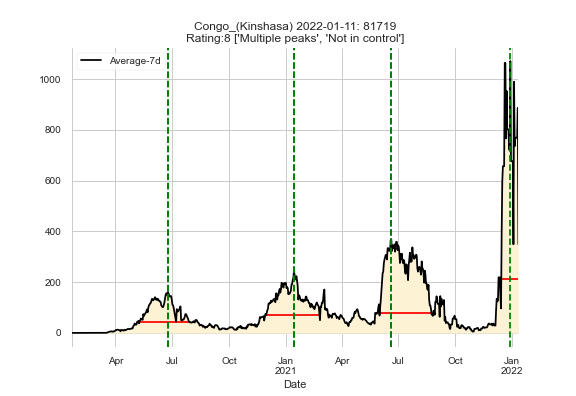 Congo_(Kinshasa) 2022-01-11: 81719
Rating:8 ['Multiple peaks', 'Not in control']
Average-7d
1000
800
600
400
200
0
Apr Jul Oct Jan Apr Jul Oct Jan
2021 2022
Date